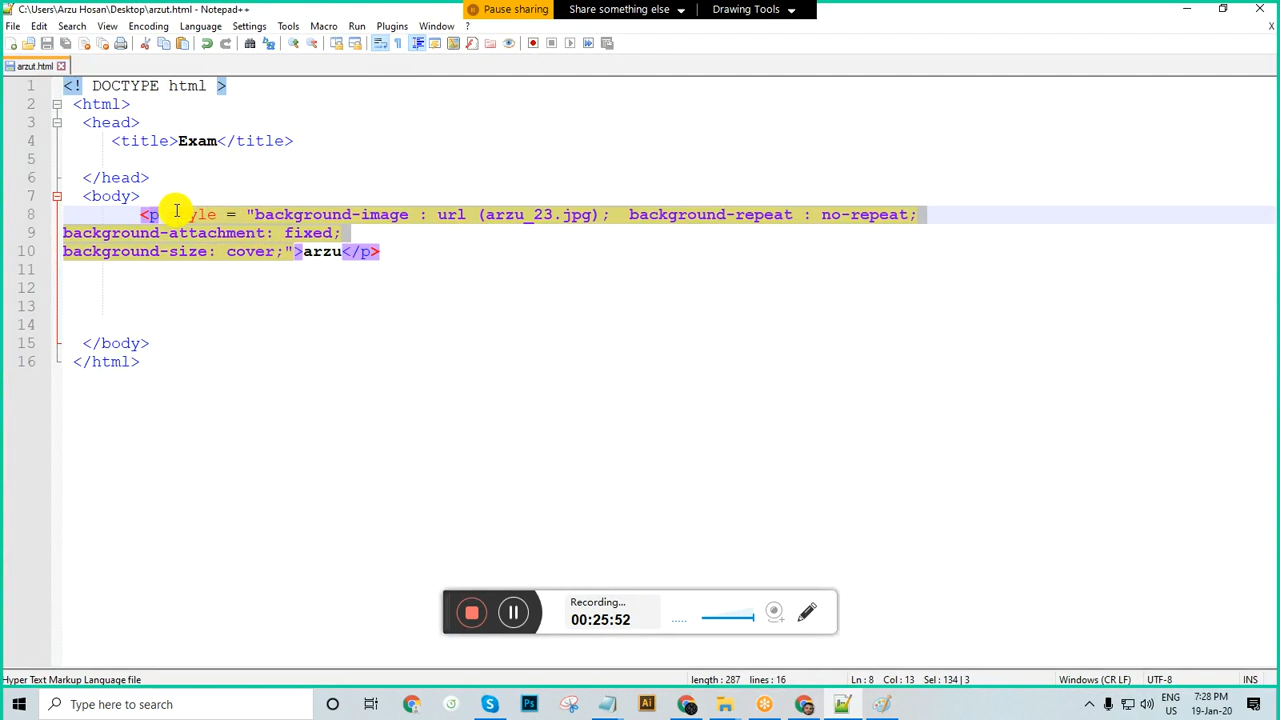 C:\Users\Arzu Hosan\Desktop\arzut.html - Notepad++
Pause sharing
Share something else
Drawing Tools
File Edit Search View Encoding Language Settings Tools Macro Run Plugins Window ?
X
arzut.html
1 <! DOCTYPE html >
2 <html>
3 <head>
4 <title>Exam</title>
5
6 </head>
7 <body>
8 <p style = "background-image : url (arzu_23.jpg); background-repeat : no-repeat;
9 background-attachment: fixed;
10 background-size: cover;">arzu</p>
11
12
13
14
15 </body>
16 </html>
Recording...
00:25:52
Hyper Text Markup Language file
length : 287 lines : 16
Ln : 8 Col : 13 Sel : 134 | 3
Windows (CR LF)
UTF-8
INS
Type here to search
Ps
Ai
ENG
US
7:28 PM
19-Jan-20